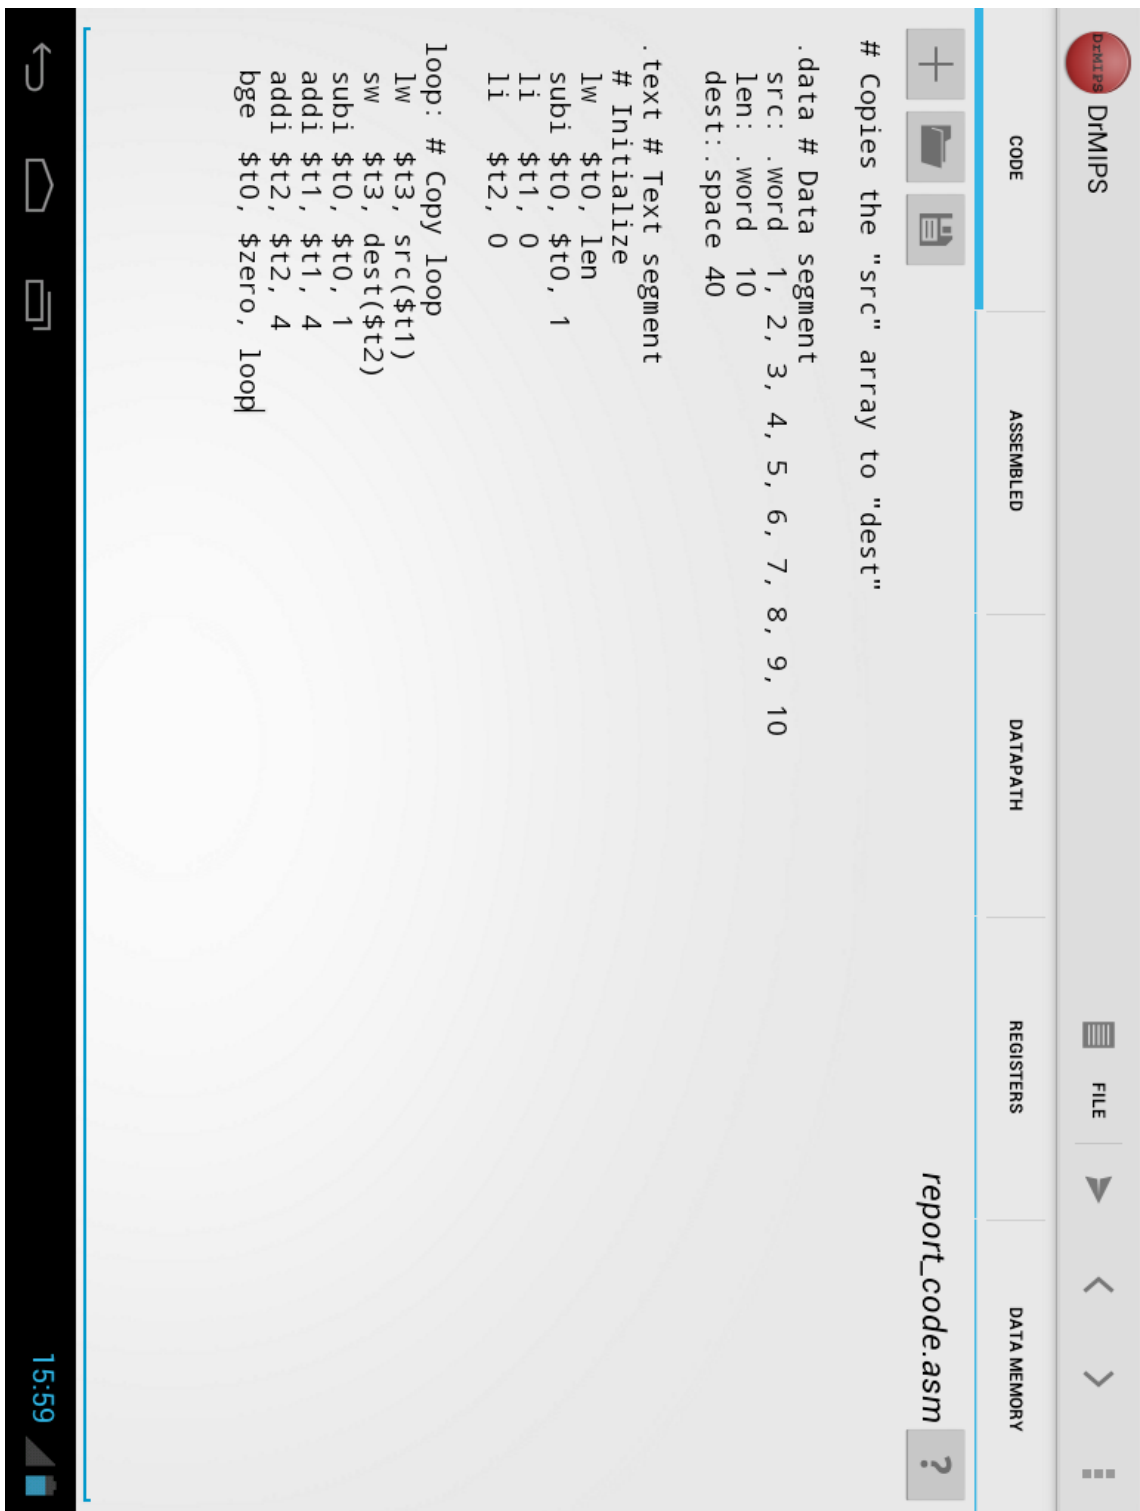 DrMIPS DrMIPS FILE
CODE ASSEMBLED DATAPATH REGISTERS DATA MEMORY
report_code.asm ?
# Copies the "src" array to "dest"
.data # Data segment
src: .word 1, 2, 3, 4, 5, 6, 7, 8, 9, 10
len: .word 10
dest:.space 40
.text # Text segment
# Initialize
lw $t0, len
subi $t0, $t0, 1
li $t1, 0
li $t2, 0
loop: # Copy loop
lw $t3, src($t1)
sw $t3, dest($t2)
subi $t0, $t0, 1
addi $t1, $t1, 4
addi $t2, $t2, 4
bge $t0, $zero, loop
15:59